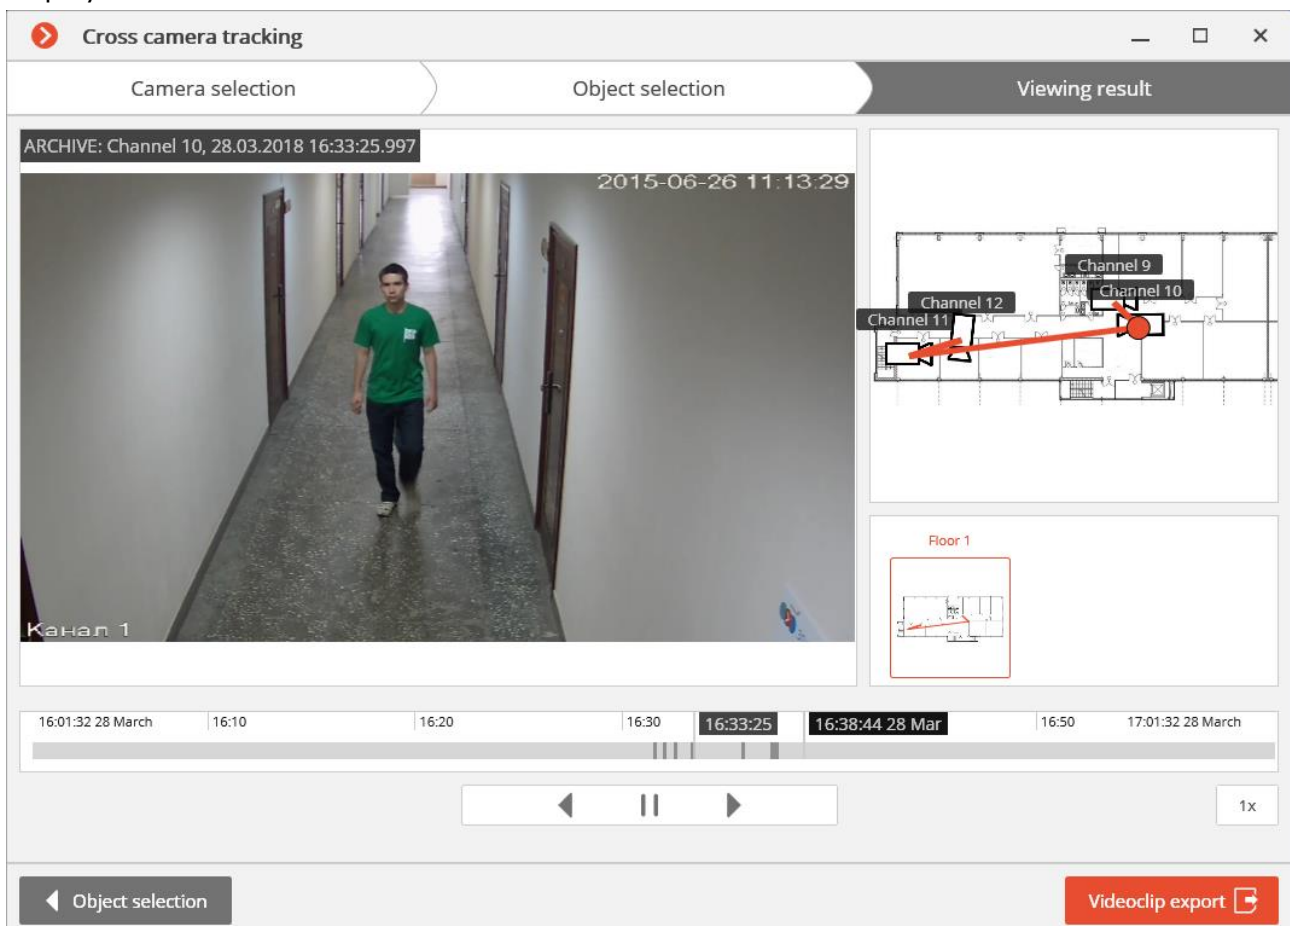 Cross camera tracking
Camera selection
Object selection
Viewing result
ARCHIVE: Channel 10, 28.03.2018 16:33:25.997
2015-06-26 11:13:29
Канал 1
Channel 9
Channel 10
Channel 12
Channel 11
Floor 1
16:01:32 28 March
16:10
16:20
16:30
16:33:25
16:38:44 28 Mar
16:50
17:01:32 28 March
1x
Object selection
Videoclip export